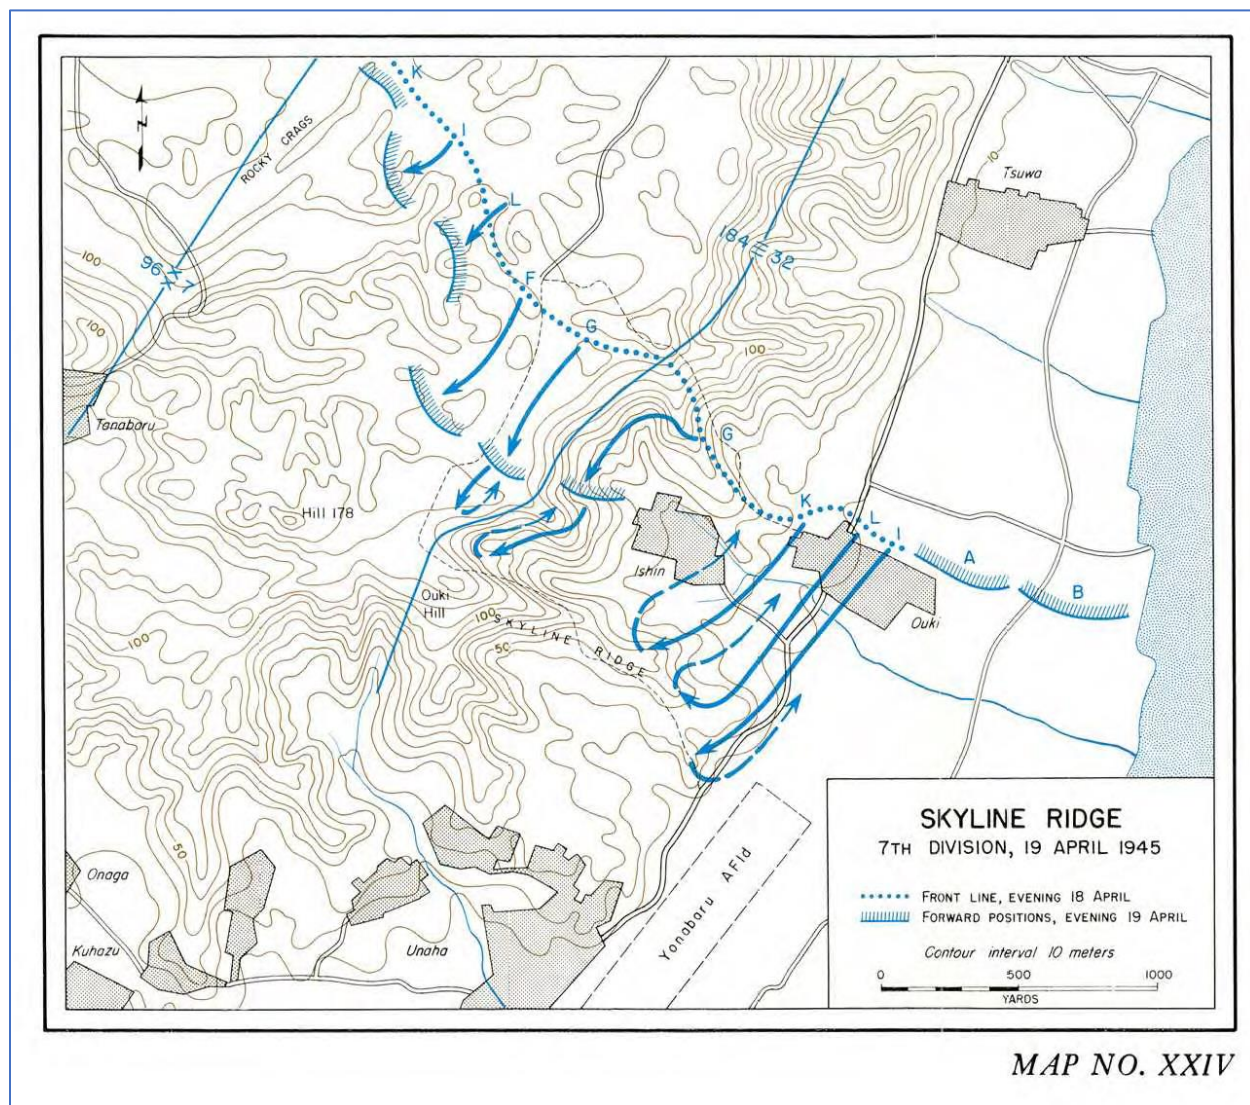 K
I
ROCKY CRAGS
L
10
Tsuwa
184 32
100
96 XX 7
F
G
100
100
100
Tanabaru
G
Hill 178
K
L
I
A
B
Ishin
Ouki
Hill
Ouki
100
SKYLINE RIDGE
100
50
50
Onaga
Kuhazu
Unaha
Yonabaru AFld
N
SKYLINE RIDGE
7TH DIVISION, 19 APRIL 1945
FRONT LINE, EVENING 18 APRIL
FORWARD POSITIONS, EVENING 19 APRIL
Contour interval 10 meters
0 500 1000
YARDS
MAP NO. XXIV